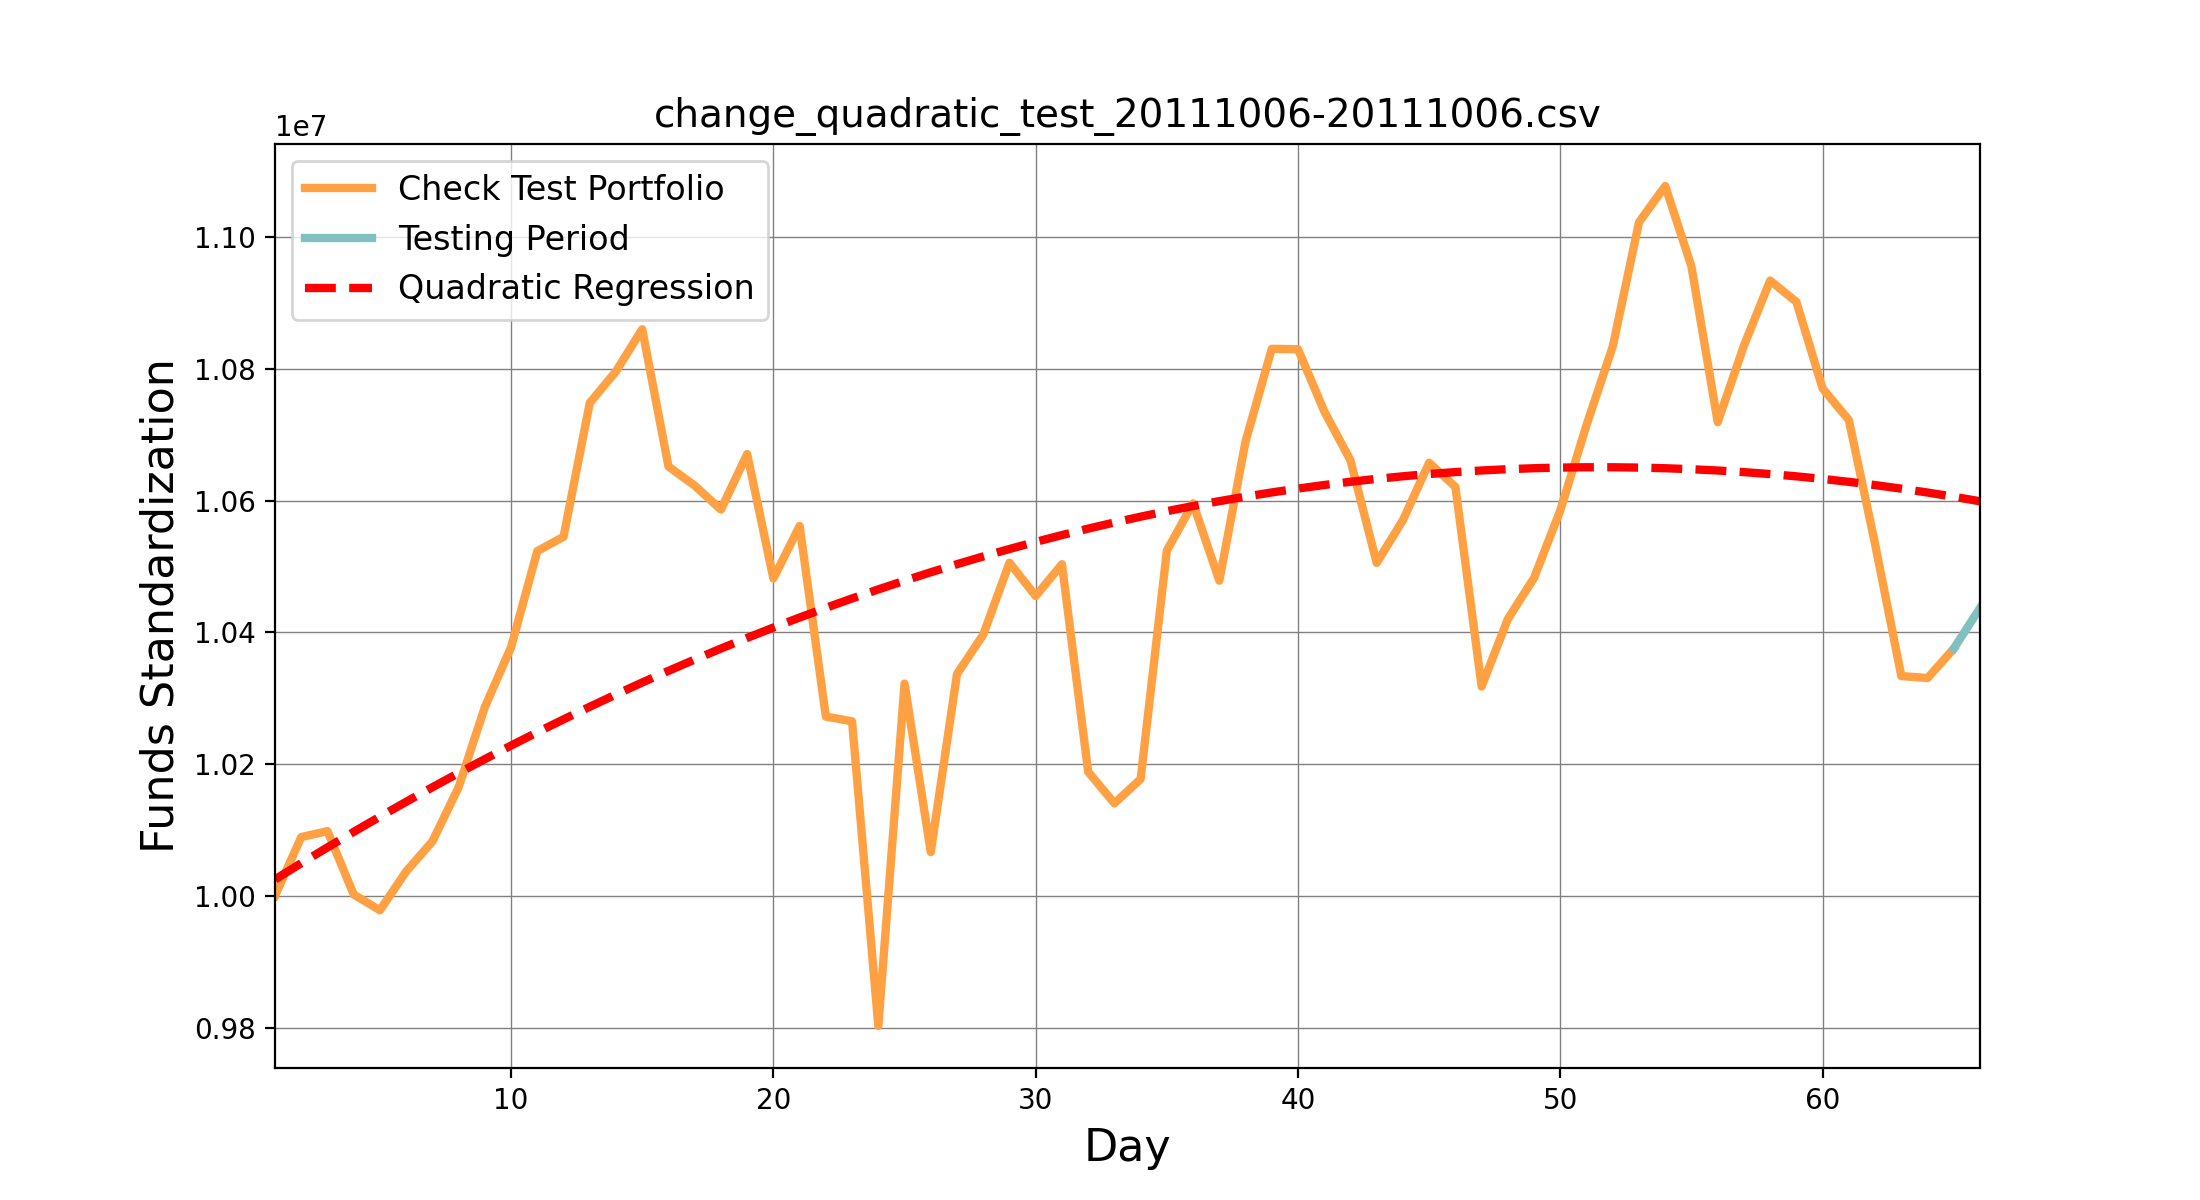 change_quadratic_test_20111006-20111006.csv
1e7
Check Test Portfolio
Testing Period
Quadratic Regression
Funds Standardization
1.10
1.08
1.06
1.04
1.02
1.00
0.98
10 20 30 40 50 60
Day